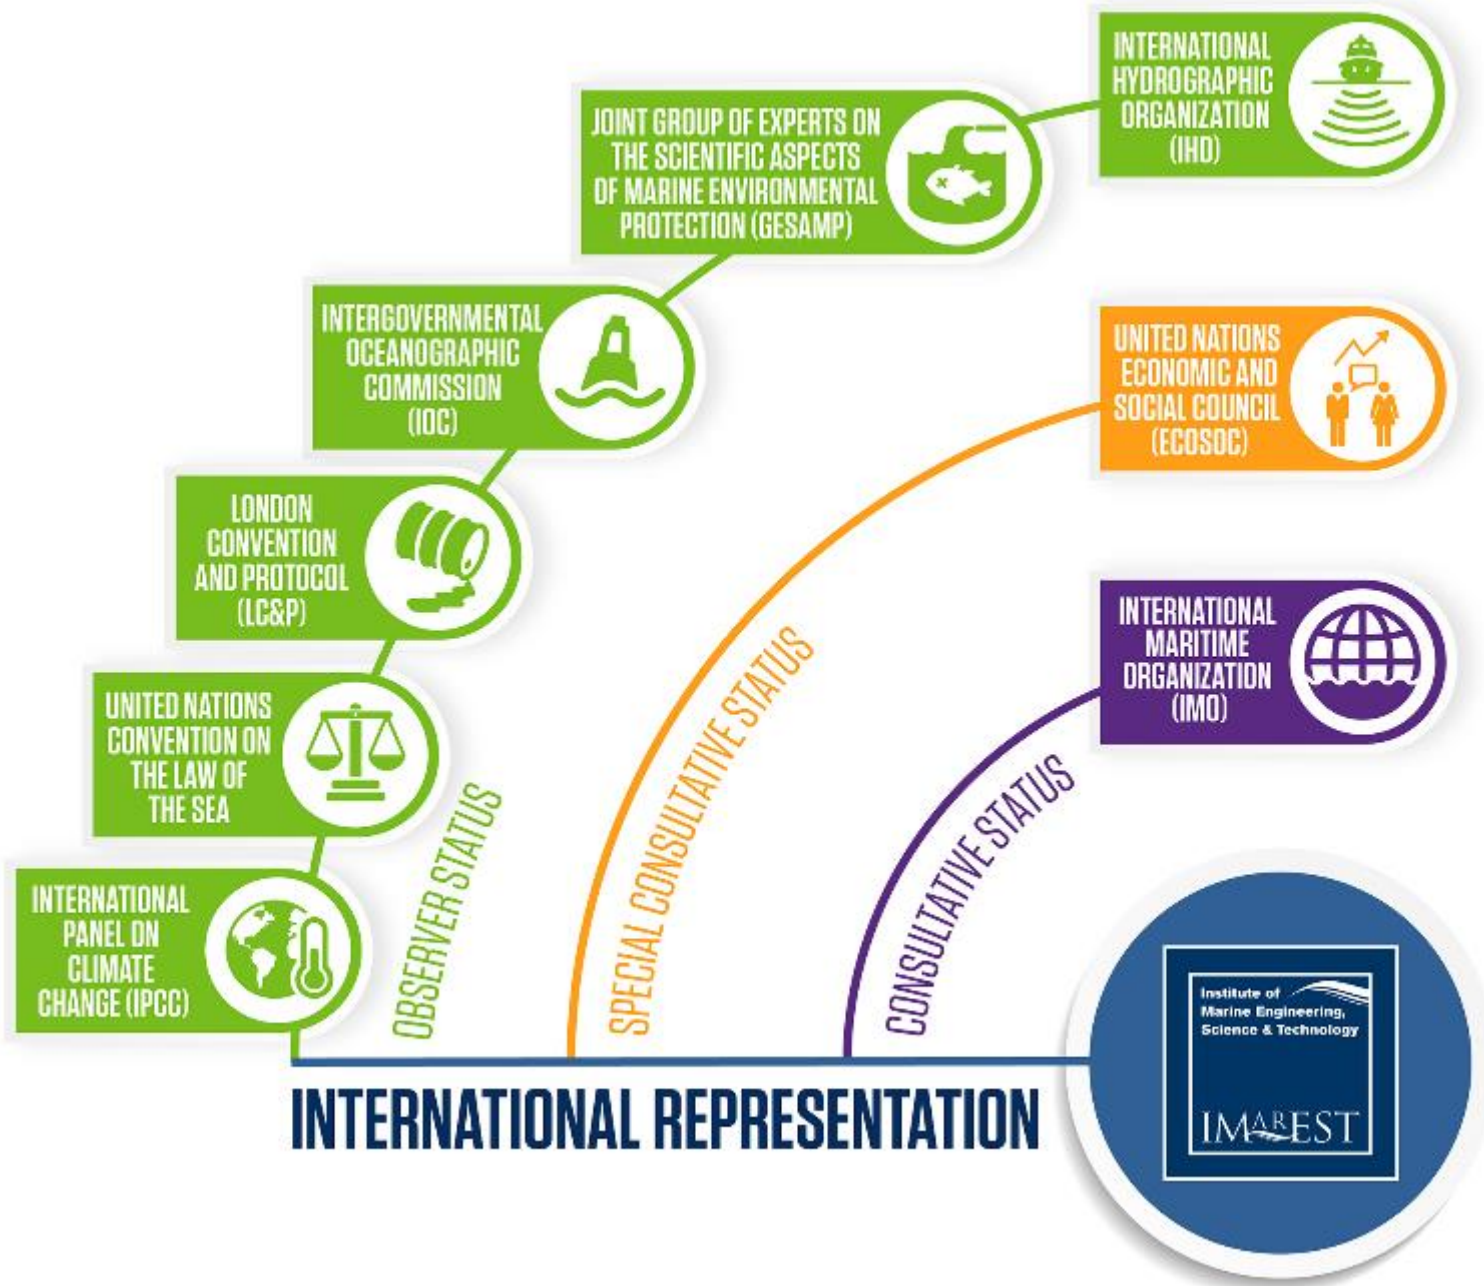 INTERNATIONAL
HYDROGRAPHIC
ORGANIZATION
(IHO)
JOINT GROUP OF EXPERTS ON
THE SCIENTIFIC ASPECTS
OF MARINE ENVIRONMENTAL
PROTECTION (GESAMP)
INTERGOVERNMENTAL
OCEANOGRAPHIC
COMMISSION
(IOC)
UNITED NATIONS
ECONOMIC AND
SOCIAL COUNCIL
(ECOSOC)
LONDON
CONVENTION
AND PROTOCOL
(LC&P)
INTERNATIONAL
MARITIME
ORGANIZATION
(IMO)
UNITED NATIONS
CONVENTION ON
THE LAW OF
THE SEA
INTERNATIONAL
PANEL ON
CLIMATE
CHANGE (IPCC)
OBSERVER STATUS
SPECIAL CONSULTATIVE STATUS
CONSULTATIVE STATUS
Institute of
Marine Engineering,
Science & Technology
IMAREST
INTERNATIONAL REPRESENTATION